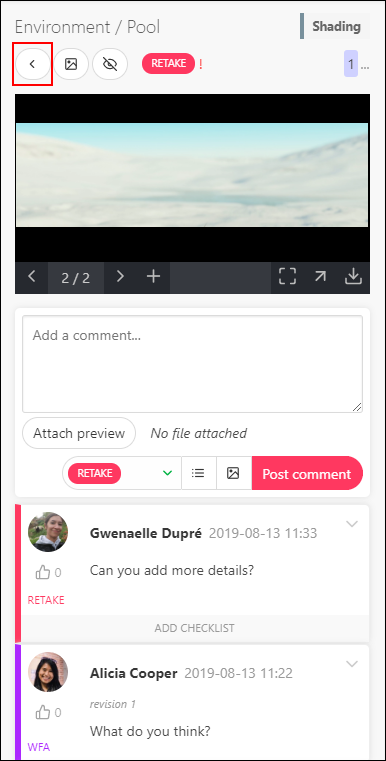 Environment / Pool
Shading
RETAKE !
1 ...
2 / 2
Add a comment...
Attach preview
No file attached
RETAKE
Post comment
Gwenaelle Dupré 2019-08-13 11:33
0
Can you add more details?
RETAKE
ADD CHECKLIST
Alicia Cooper 2019-08-13 11:22
revision 1
0
What do you think?
WFA